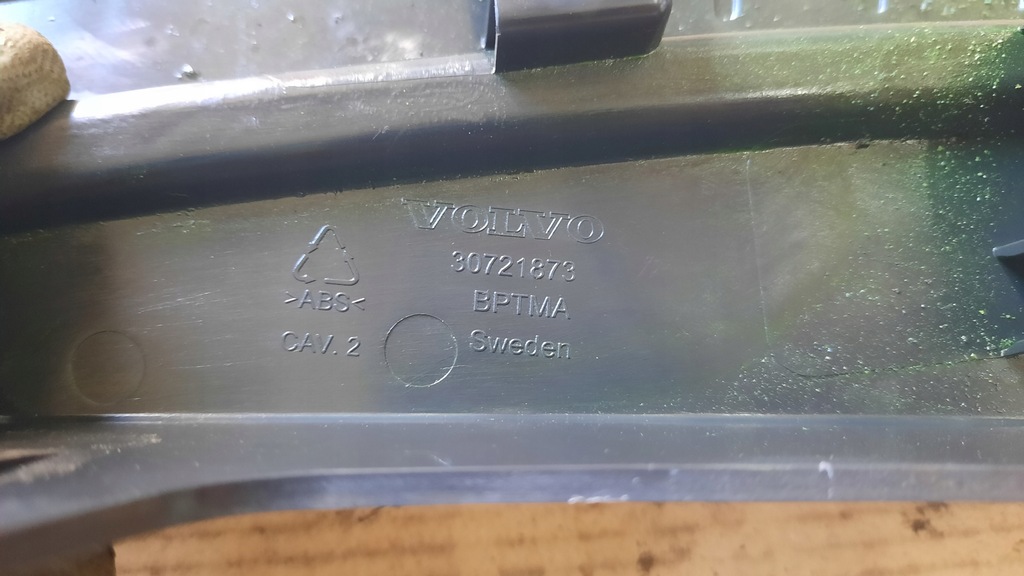 VOLVO
30721873
>ABS< BPTMA
CAV. 2 Sweden